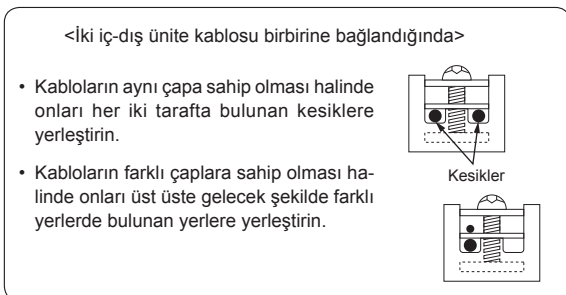 <İki iç-dış ünite kablosu birbirine bağlandığında>
• Kabloların aynı çapa sahip olması halinde
onları her iki tarafta bulunan kesiklere
yerleştirin.
• Kabloların farklı çaplara sahip olması ha-
linde onları üst üste gelecek şekilde farklı
yerlerde bulunan yerlere yerleştirin.
Kesikler